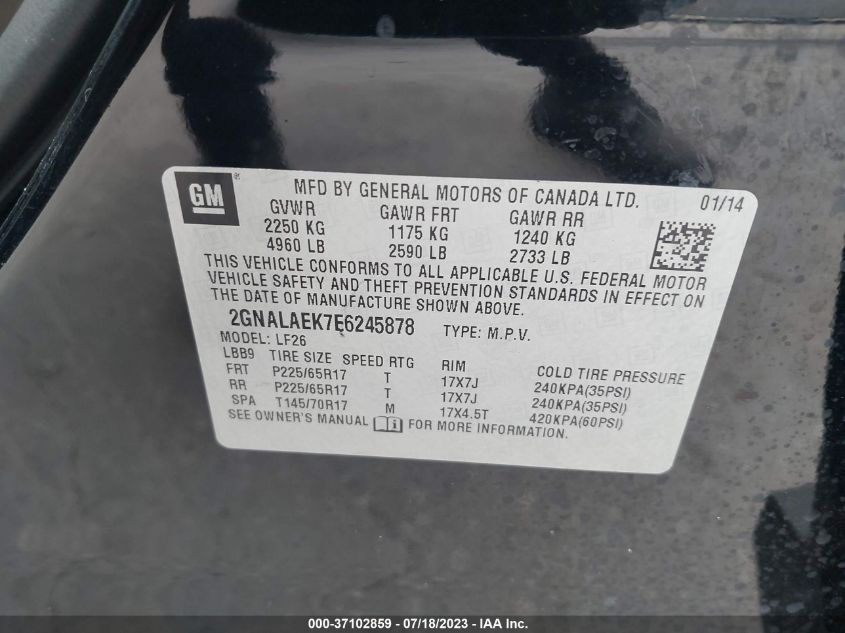 GM ®
MFD BY GENERAL MOTORS OF CANADA LTD. 01/14
GVWR GAWR FRT GAWR RR
2250 KG 1175 KG 1240 KG
4960 LB 2590 LB 2733 LB
THIS VEHICLE CONFORMS TO ALL APPLICABLE U.S. FEDERAL MOTOR
VEHICLE SAFETY AND THEFT PREVENTION STANDARDS IN EFFECT ON
THE DATE OF MANUFACTURE SHOWN ABOVE.
2GNALAEK7E6245878 TYPE: M.P.V.
MODEL: LF26
LBB9 TIRE SIZE SPEED RTG RIM COLD TIRE PRESSURE
FRT P225/65R17 T 17X7J 240KPA(35PSI)
RR P225/65R17 T 17X7J 240KPA(35PSI)
SPA T145/70R17 M 17X4.5T 420KPA(60PSI)
SEE OWNER'S MANUAL FOR MORE INFORMATION.
000-37102859 - 07/18/2023 - IAA Inc.